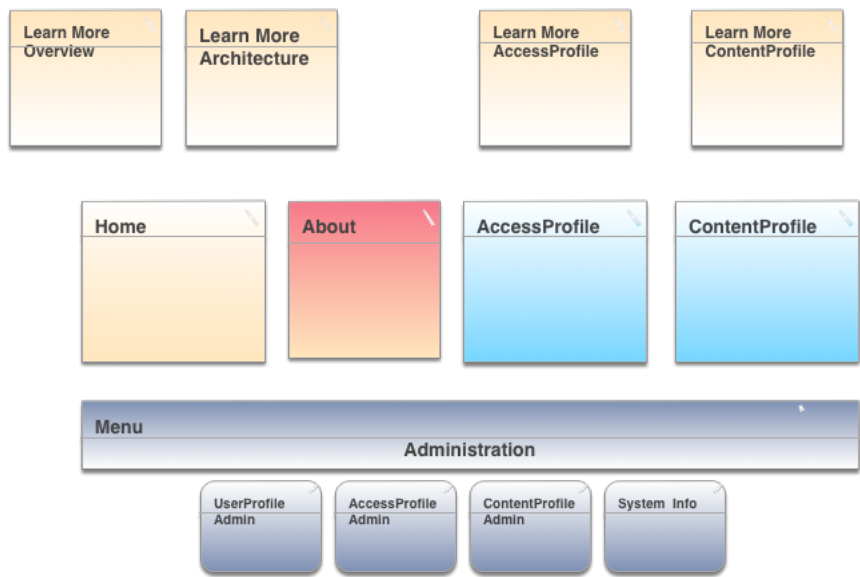 Learn More
Overview
Learn More
Architecture
Learn More
AccessProfile
Learn More
ContentProfile
Home
About
AccessProfile
ContentProfile
Menu
Administration
UserProfile
Admin
AccessProfile
Admin
ContentProfile
Admin
System Info